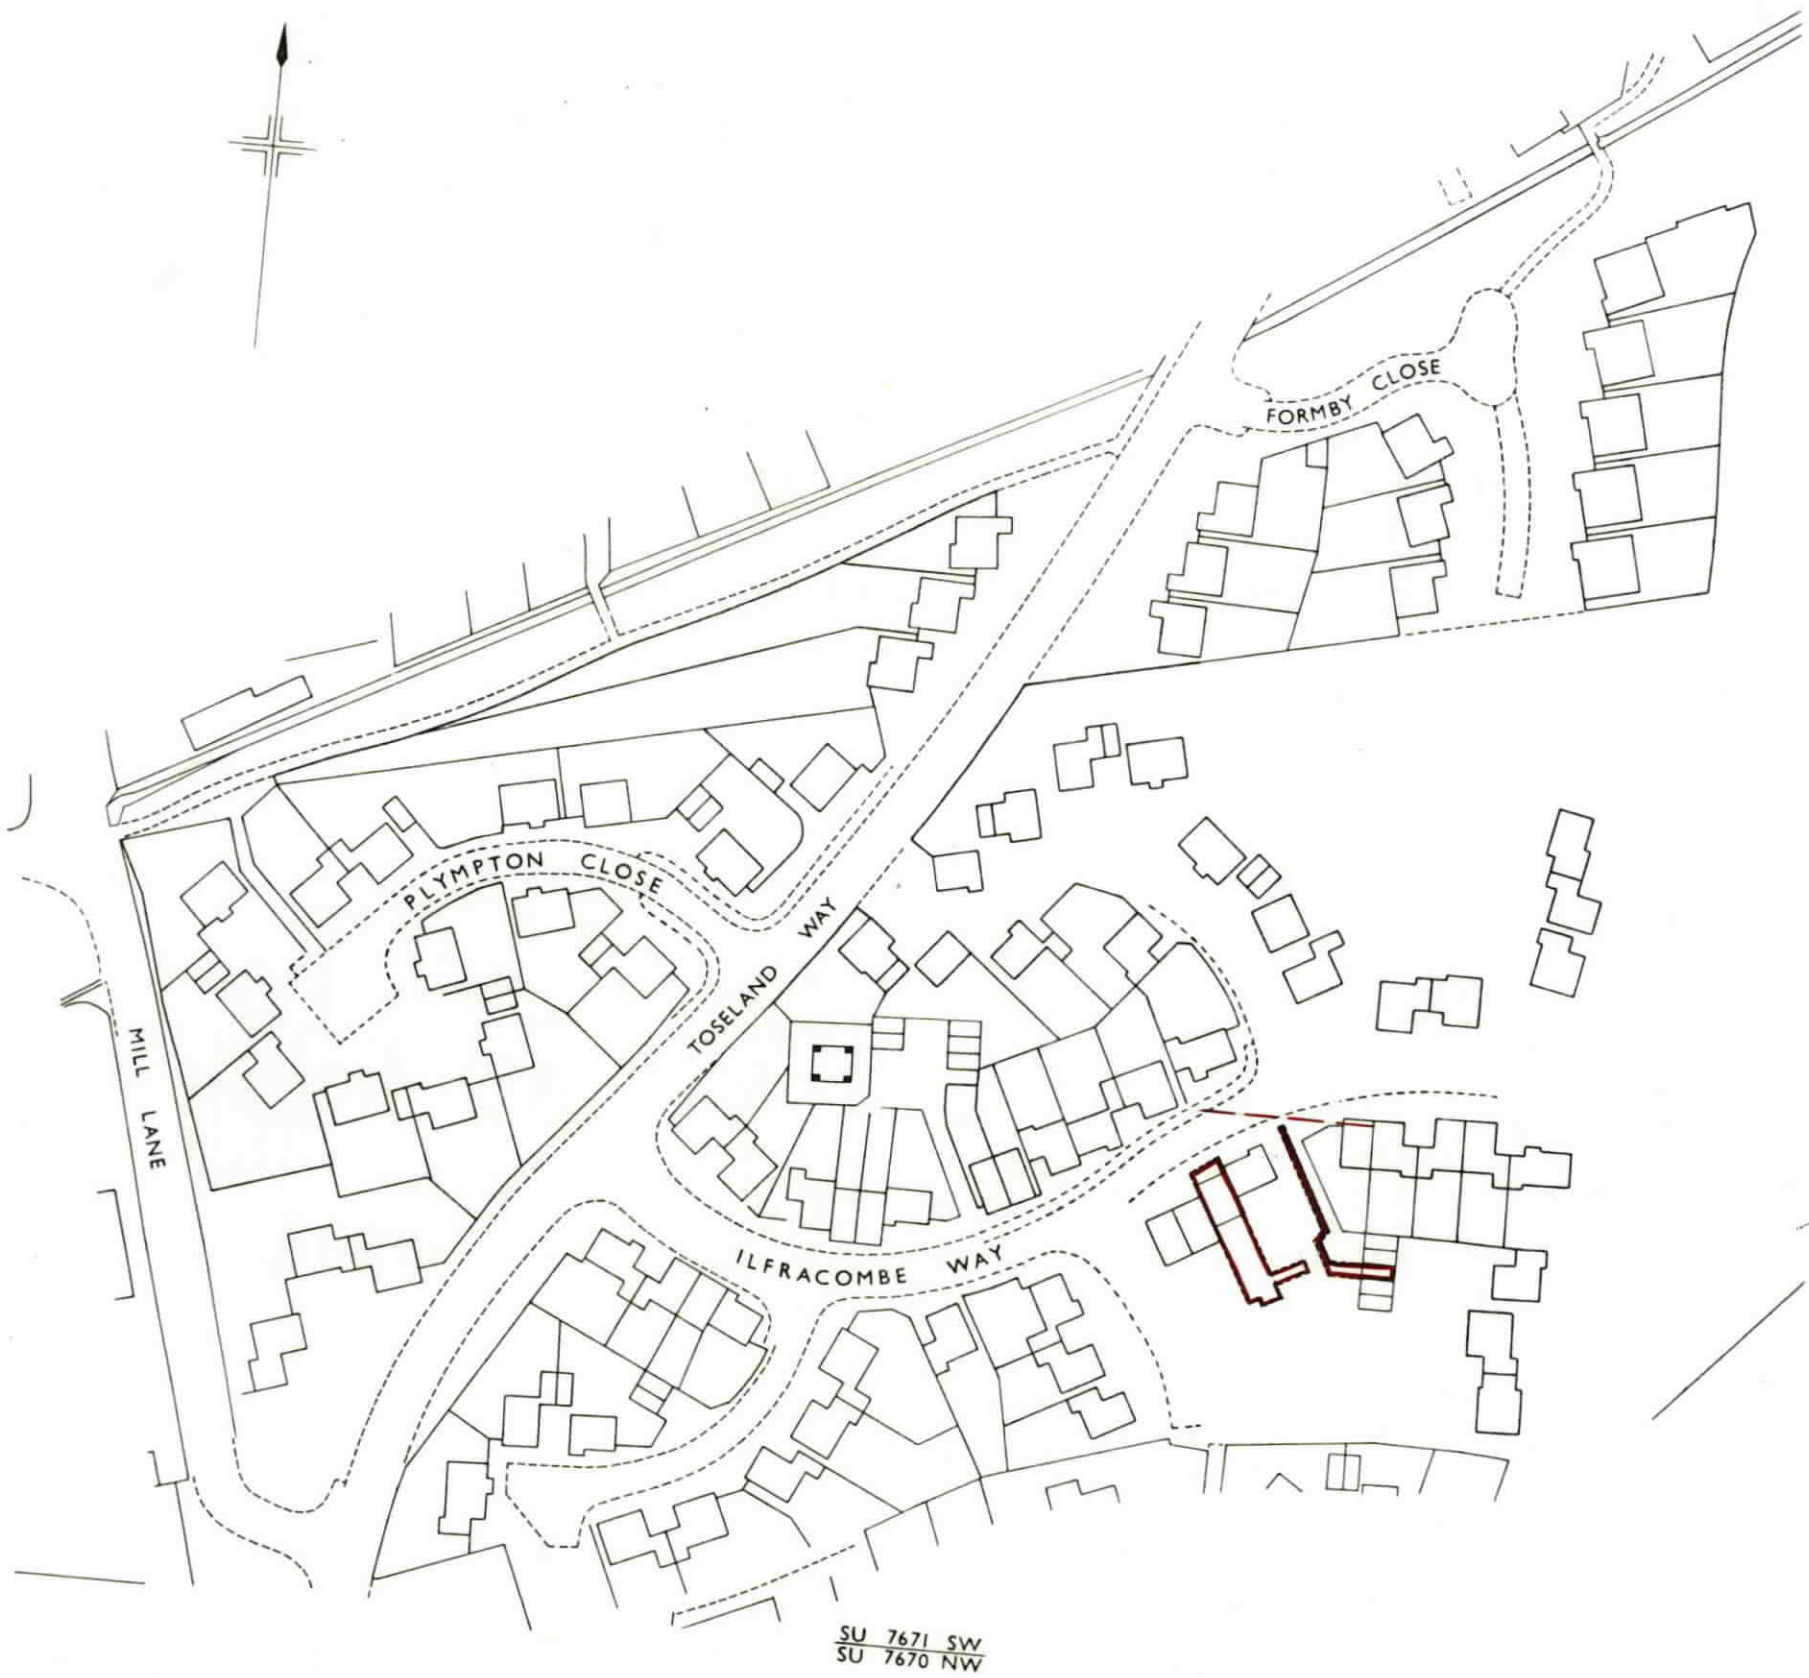 FORMBY CLOSE
PLYMPTON CLOSE
TOSELAND WAY
MILL LANE
ILFRACOMBE WAY
SU 7671 SW
SU 7670 NW